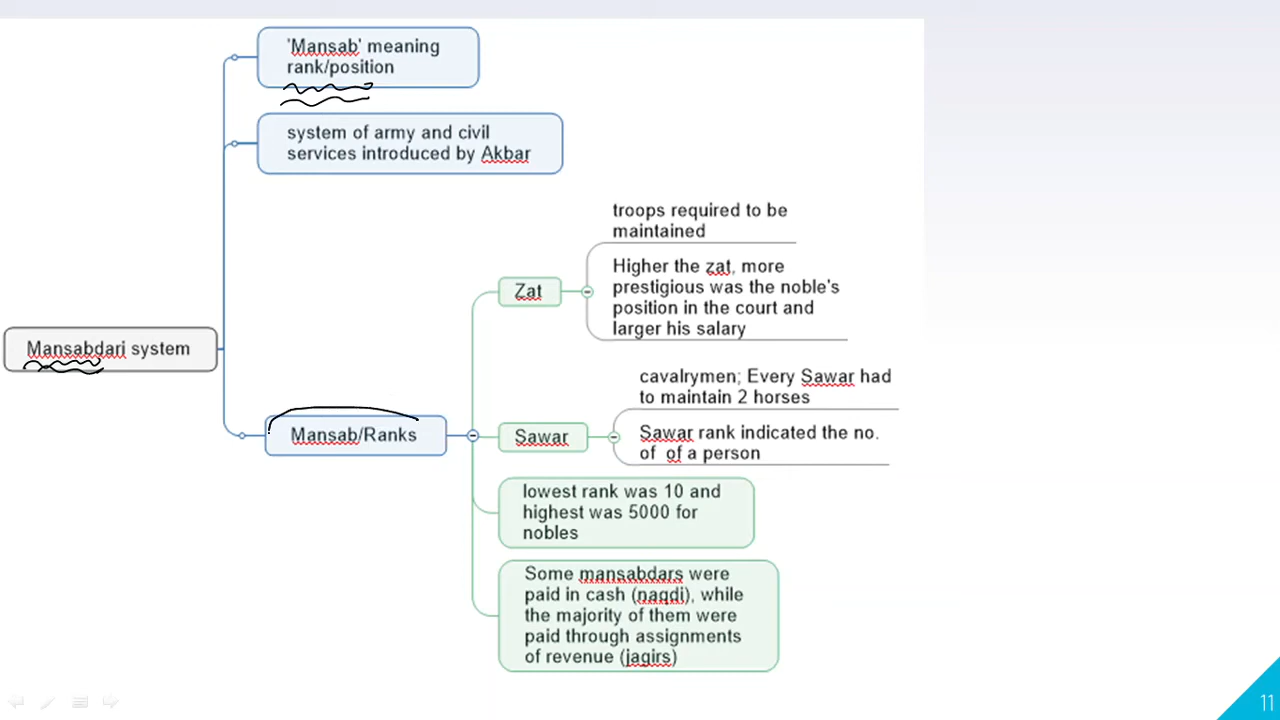 'Mansab' meaning
rank/position
system of army and civil
services introduced by Akbar
Mansabdari system
Mansab/Ranks
Zat
troops required to be
maintained
Higher the zat, more
prestigious was the noble's
position in the court and
larger his salary
Sawar
cavalrymen; Every Sawar had
to maintain 2 horses
Sawar rank indicated the no.
of of a person
lowest rank was 10 and
highest was 5000 for
nobles
Some mansabdars were
paid in cash (naqdi), while
the majority of them were
paid through assignments
of revenue (jagirs)
11